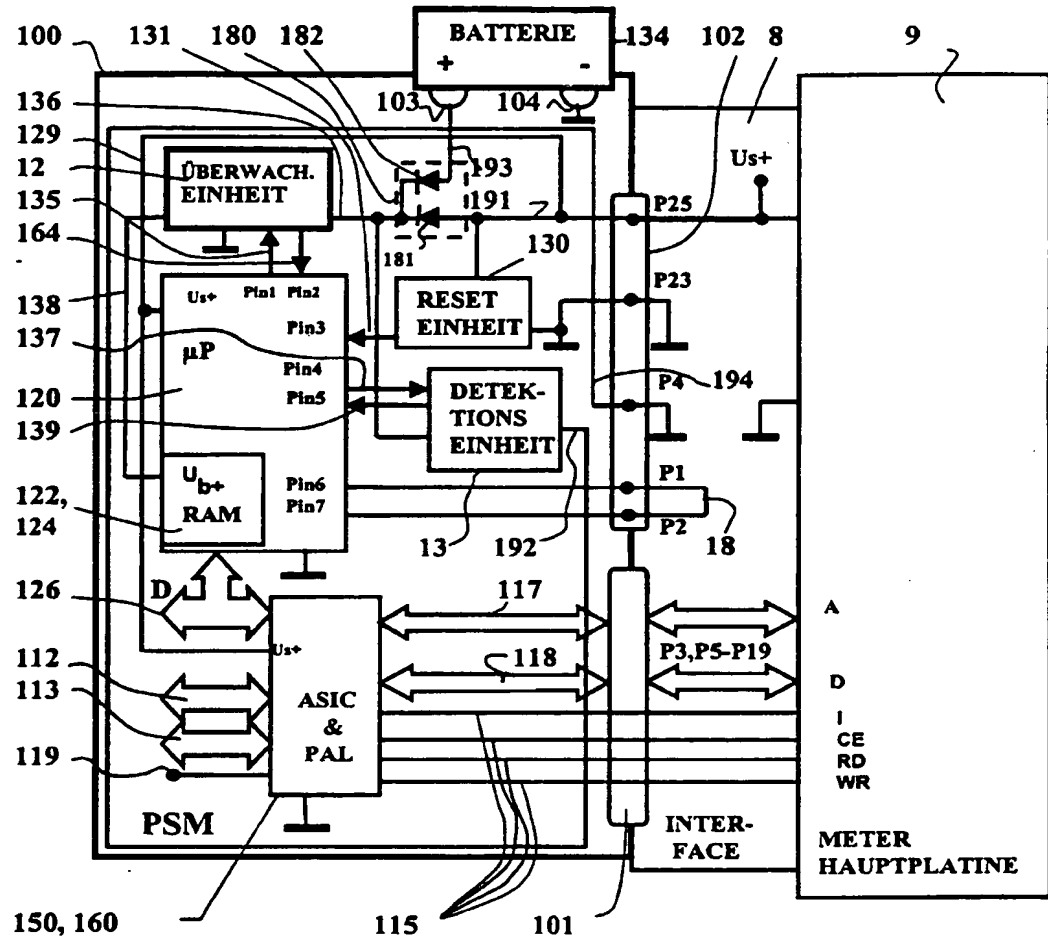 100
131
180
182
BATTERIE
+
-
134
102
8
9
136
103
104
129
193
12
ÜBERWACH.
EINHEIT
Us+
135
191
P25
164
181
130
138
Us+
Pin1
Pin2
RESET
EINHEIT
P23
137
Pin3
µP
Pin4
120
Pin5
DETEK-
TIONS
EINHEIT
P4
194
139
Ub+
RAM
Pin6
Pin7
P1
P2
122,
124
13
192
18
D
126
117
A
Us+
P3,P5-P19
112
118
D
113
ASIC
&
PAL
I
CE
RD
WR
119
PSM
INTER-
FACE
METER
HAUPTPLATINE
150, 160
115
101